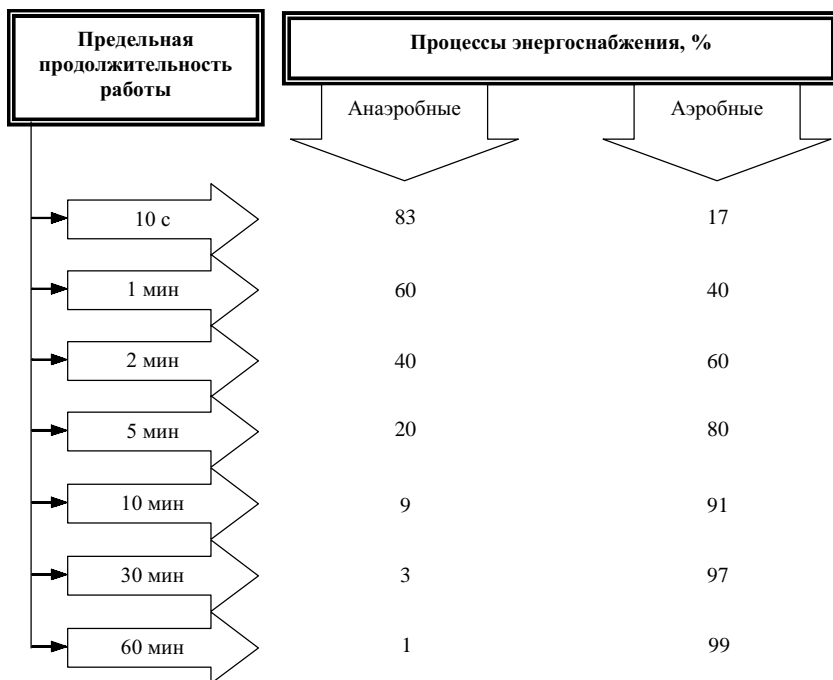 Предельная
продолжительность
работы
Процессы энергоснабжения, %
Анаэробные
Аэробные
10 с
83
17
1 мин
60
40
2 мин
40
60
5 мин
20
80
10 мин
9
91
30 мин
3
97
60 мин
1
99